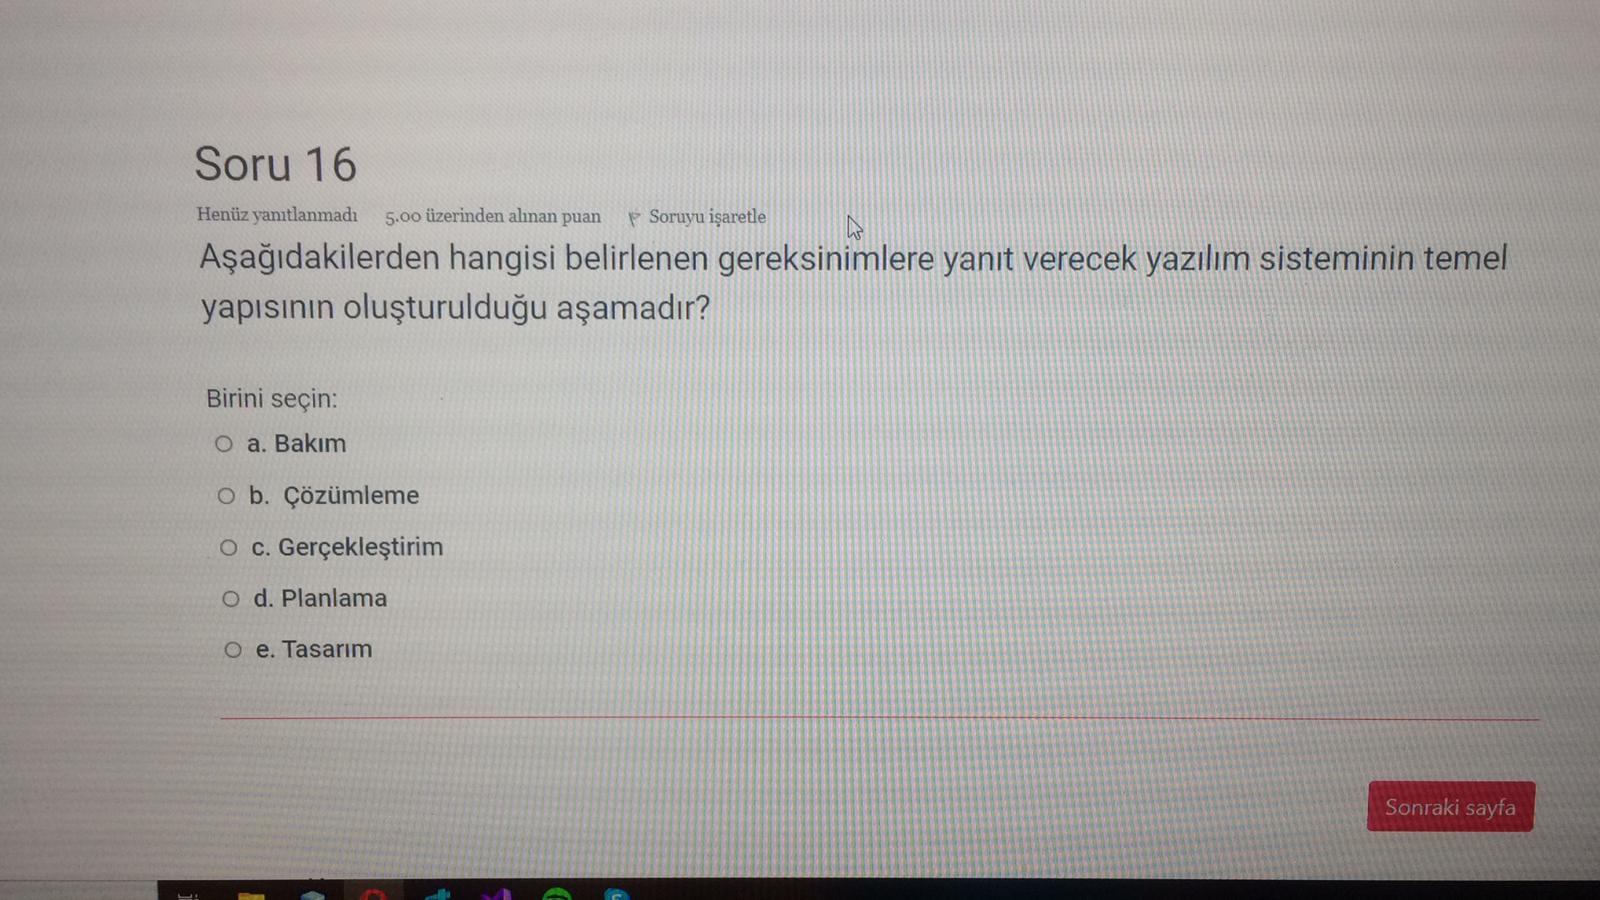 Soru 16
Henüz yanıtlanmadı 5.00 üzerinden alınan puan Soruyu işaretle
Aşağıdakilerden hangisi belirlenen gereksinimlere yanıt verecek yazılım sisteminin temel
yapısının oluşturulduğu aşamadır?
Birini seçin:
a. Bakım
b. Çözümleme
c. Gerçekleştirim
d. Planlama
e. Tasarım
Sonraki sayfa